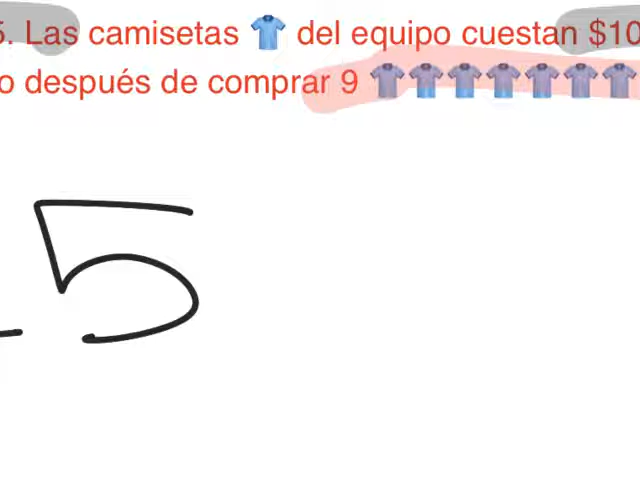 5. Las camisetas 👕 del equipo cuestan $10
o después de comprar 9 👕👕👕👕👕👕👕
5